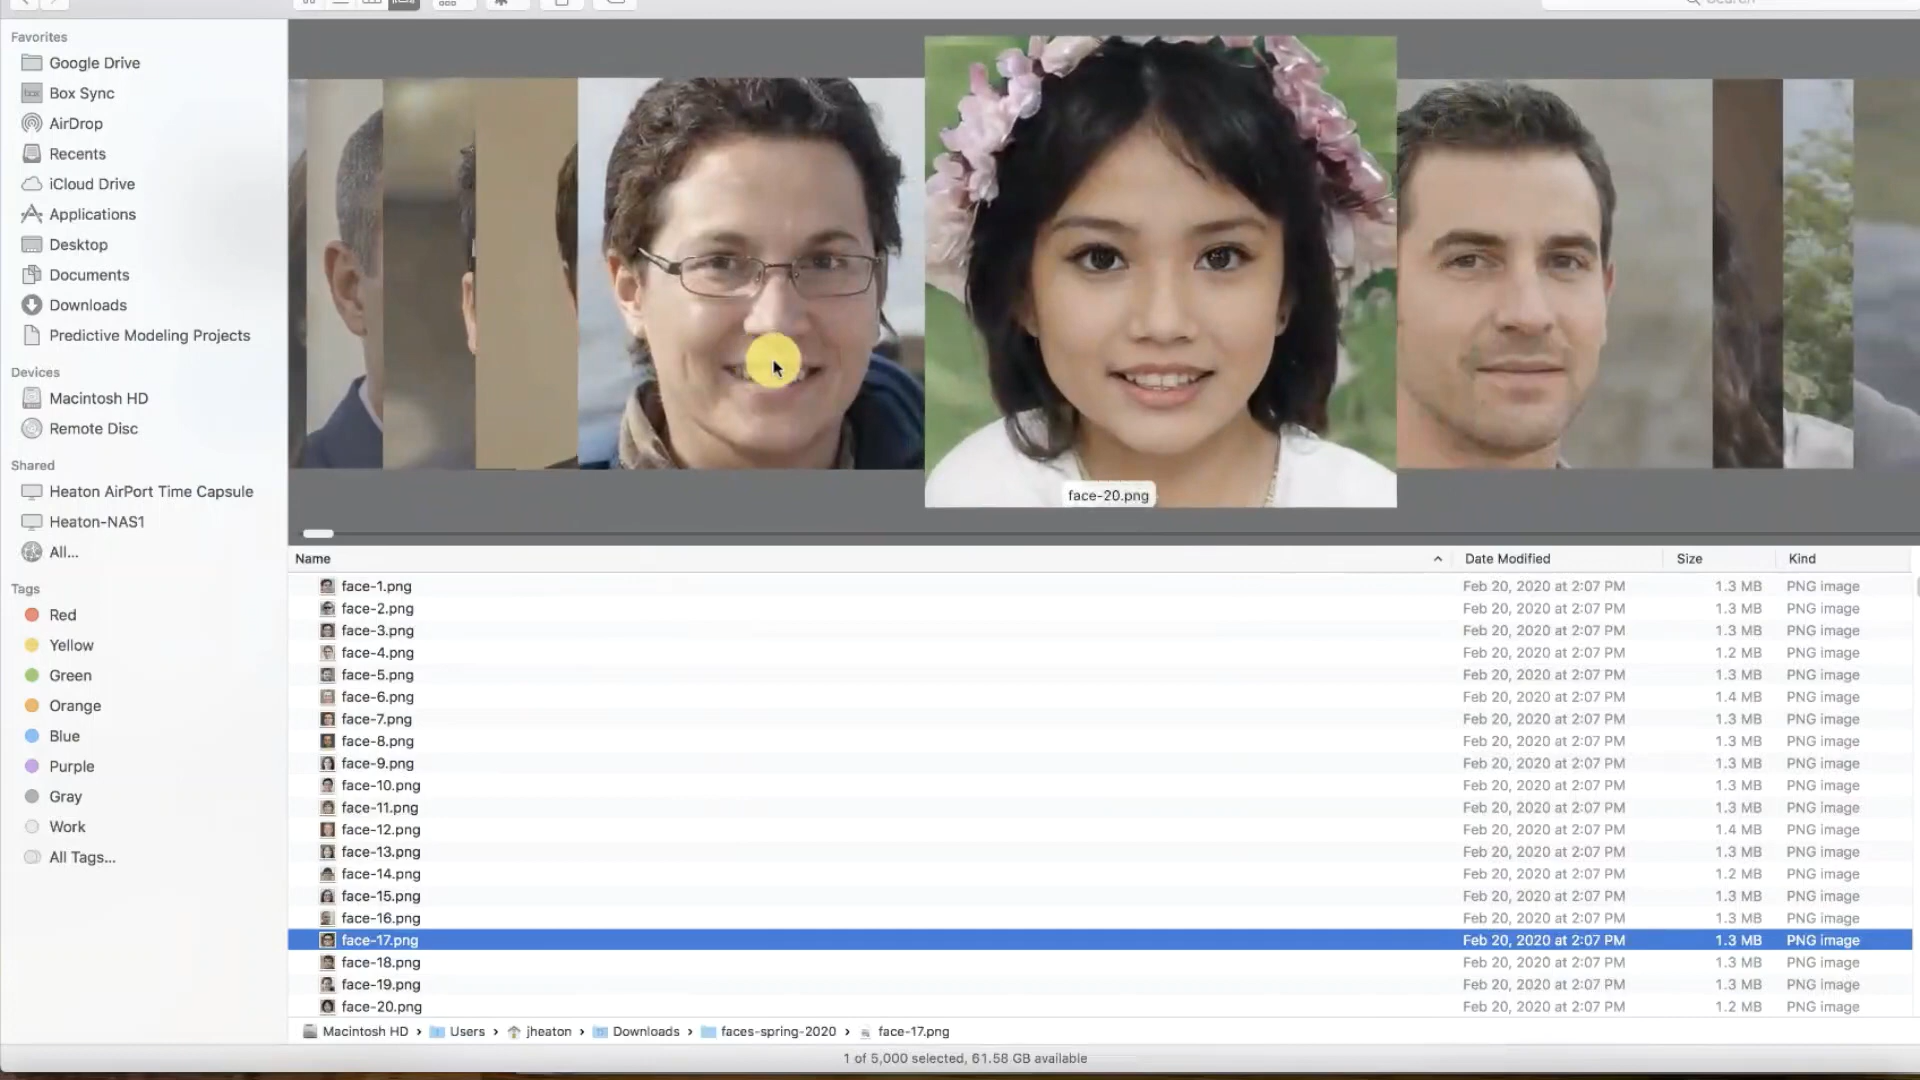 Search
Favorites
Google Drive
Box Sync
AirDrop
Recents
iCloud Drive
Applications
Desktop
Documents
Downloads
Predictive Modeling Projects
Devices
Macintosh HD
Remote Disc
Shared
Heaton AirPort Time Capsule
Heaton-NAS1
All...
Tags
Red
Yellow
Green
Orange
Blue
Purple
Gray
Work
All Tags...
face-20.png
Name Date Modified Size Kind
face-1.png Feb 20, 2020 at 2:07 PM 1.3 MB PNG image
face-2.png Feb 20, 2020 at 2:07 PM 1.3 MB PNG image
face-3.png Feb 20, 2020 at 2:07 PM 1.3 MB PNG image
face-4.png Feb 20, 2020 at 2:07 PM 1.2 MB PNG image
face-5.png Feb 20, 2020 at 2:07 PM 1.3 MB PNG image
face-6.png Feb 20, 2020 at 2:07 PM 1.4 MB PNG image
face-7.png Feb 20, 2020 at 2:07 PM 1.3 MB PNG image
face-8.png Feb 20, 2020 at 2:07 PM 1.3 MB PNG image
face-9.png Feb 20, 2020 at 2:07 PM 1.3 MB PNG image
face-10.png Feb 20, 2020 at 2:07 PM 1.3 MB PNG image
face-11.png Feb 20, 2020 at 2:07 PM 1.3 MB PNG image
face-12.png Feb 20, 2020 at 2:07 PM 1.4 MB PNG image
face-13.png Feb 20, 2020 at 2:07 PM 1.3 MB PNG image
face-14.png Feb 20, 2020 at 2:07 PM 1.2 MB PNG image
face-15.png Feb 20, 2020 at 2:07 PM 1.3 MB PNG image
face-16.png Feb 20, 2020 at 2:07 PM 1.3 MB PNG image
face-17.png Feb 20, 2020 at 2:07 PM 1.3 MB PNG image
face-18.png Feb 20, 2020 at 2:07 PM 1.3 MB PNG image
face-19.png Feb 20, 2020 at 2:07 PM 1.3 MB PNG image
face-20.png Feb 20, 2020 at 2:07 PM 1.2 MB PNG image
Macintosh HD › Users › jheaton › Downloads › faces-spring-2020 › face-17.png
1 of 5,000 selected, 61.58 GB available